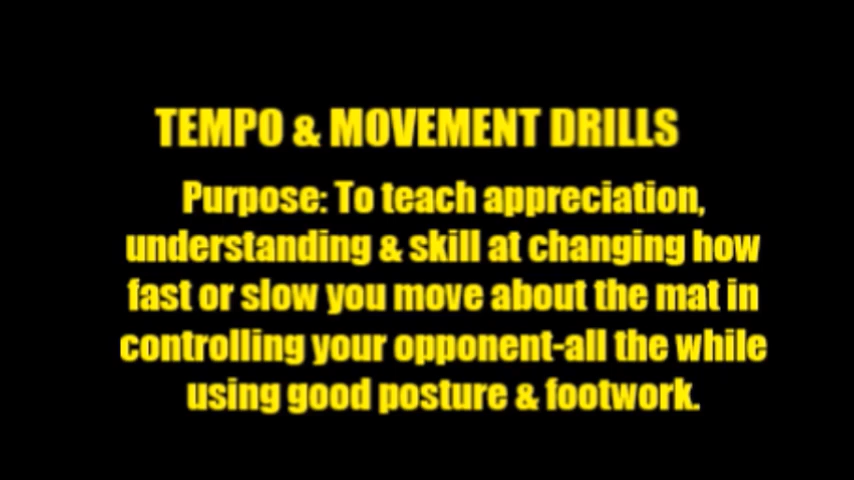 TEMPO & MOVEMENT DRILLS
Purpose: To teach appreciation,
understanding & skill at changing how
fast or slow you move about the mat in
controlling your opponent-all the while
using good posture & footwork.